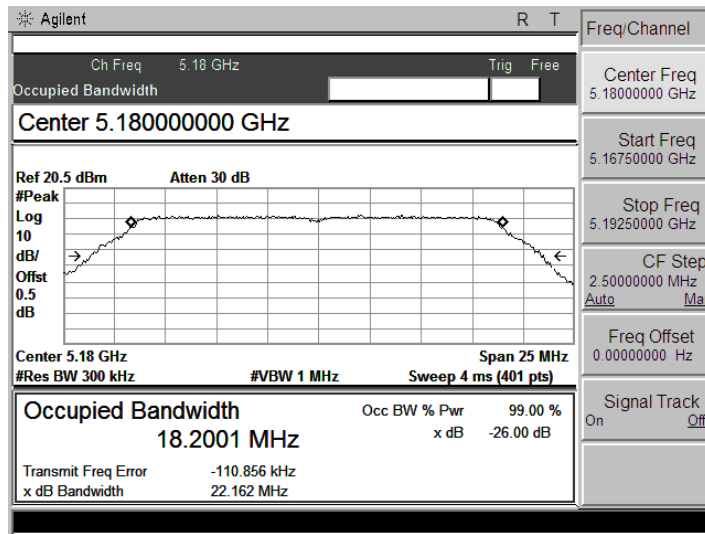 Agilent R T
Ch Freq 5.18 GHz Trig Free
Occupied Bandwidth
Center 5.180000000 GHz
Ref 20.5 dBm Atten 30 dB
#Peak
Log
10
dB/
Offst
0.5
dB
Center 5.18 GHz Span 25 MHz
#Res BW 300 kHz #VBW 1 MHz Sweep 4 ms (401 pts)
Occupied Bandwidth
18.2001 MHz
Occ BW % Pwr 99.00 %
x dB -26.00 dB
Transmit Freq Error -110.856 kHz
x dB Bandwidth 22.162 MHz
Freq/Channel
Center Freq
5.18000000 GHz
Start Freq
5.16750000 GHz
Stop Freq
5.19250000 GHz
CF Step
2.50000000 MHz
Auto Ma
Freq Offset
0.00000000 Hz
Signal Track
On Off